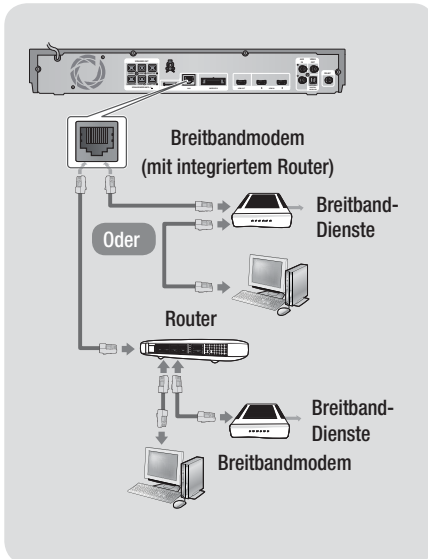 Breitbandmodem
(mit integriertem Router)
Breitband-
Dienste
Oder
Router
Breitband-
Dienste
Breitbandmodem